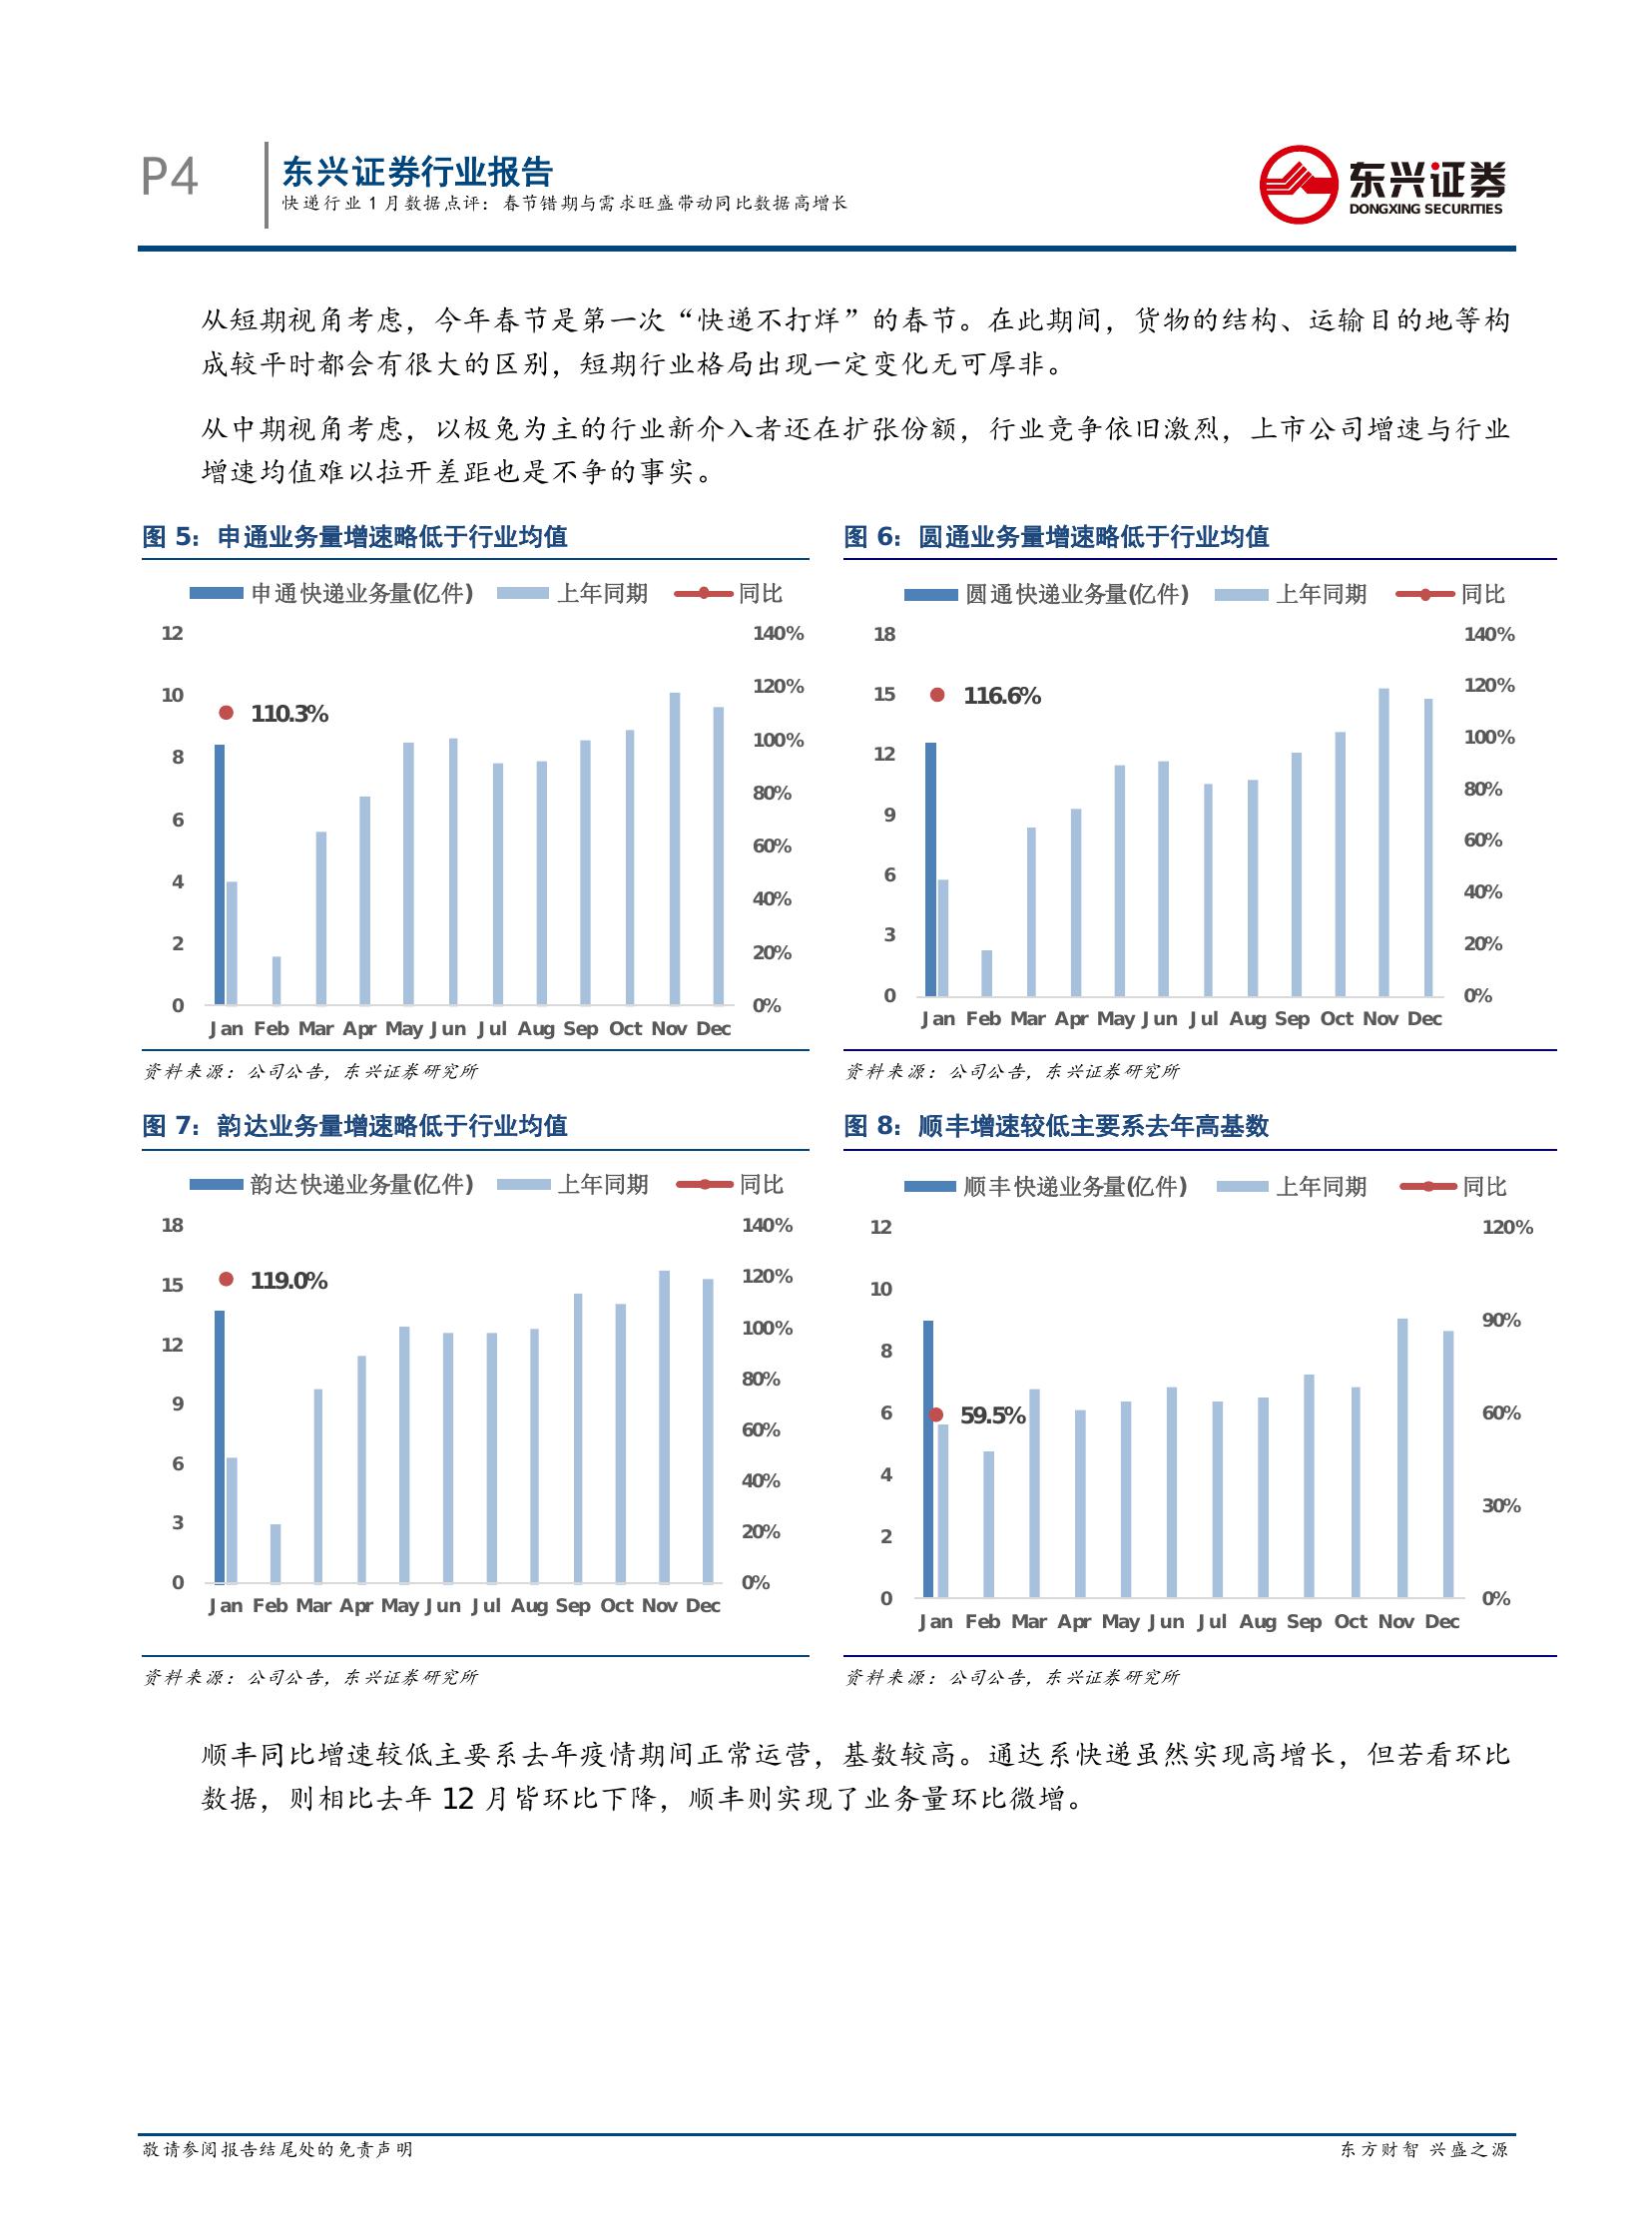 P4
东兴证券行业报告
快递行业 1 月数据点评：春节错期与需求旺盛带动同比数据高增长
东兴证券
DONGXING SECURITIES
从短期视角考虑，今年春节是第一次“快递不打烊”的春节。在此期间，货物的结构、运输目的地等构
成较平时都会有很大的区别，短期行业格局出现一定变化无可厚非。
从中期视角考虑，以极兔为主的行业新介入者还在扩张份额，行业竞争依旧激烈，上市公司增速与行业
增速均值难以拉开差距也是不争的事实。
图 5：申通业务量增速略低于行业均值
申通快递业务量(亿件) 上年同期 同比
12
10
8
6
4
2
0
110.3%
140%
120%
100%
80%
60%
40%
20%
0%
Jan Feb Mar Apr May Jun Jul Aug Sep Oct Nov Dec
资料来源：公司公告，东兴证券研究所
图 6：圆通业务量增速略低于行业均值
圆通快递业务量(亿件) 上年同期 同比
18
15
12
9
6
3
0
116.6%
140%
120%
100%
80%
60%
40%
20%
0%
Jan Feb Mar Apr May Jun Jul Aug Sep Oct Nov Dec
资料来源：公司公告，东兴证券研究所
图 7：韵达业务量增速略低于行业均值
韵达快递业务量(亿件) 上年同期 同比
18
15
12
9
6
3
0
119.0%
140%
120%
100%
80%
60%
40%
20%
0%
Jan Feb Mar Apr May Jun Jul Aug Sep Oct Nov Dec
资料来源：公司公告，东兴证券研究所
图 8：顺丰增速较低主要系去年高基数
顺丰快递业务量(亿件) 上年同期 同比
12
10
8
6
4
2
0
59.5%
120%
90%
60%
30%
0%
Jan Feb Mar Apr May Jun Jul Aug Sep Oct Nov Dec
资料来源：公司公告，东兴证券研究所
顺丰同比增速较低主要系去年疫情期间正常运营，基数较高。通达系快递虽然实现高增长，但若看环比
数据，则相比去年 12 月皆环比下降，顺丰则实现了业务量环比微增。
敬请参阅报告结尾处的免责声明
东方财智 兴盛之源